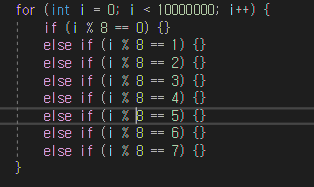 for (int i = 0; i < 10000000; i++) {
if (i % 8 == 0) {}
else if (i % 8 == 1) {}
else if (i % 8 == 2) {}
else if (i % 8 == 3) {}
else if (i % 8 == 4) {}
else if (i % 8 == 5) {}
else if (i % 8 == 6) {}
else if (i % 8 == 7) {}
}